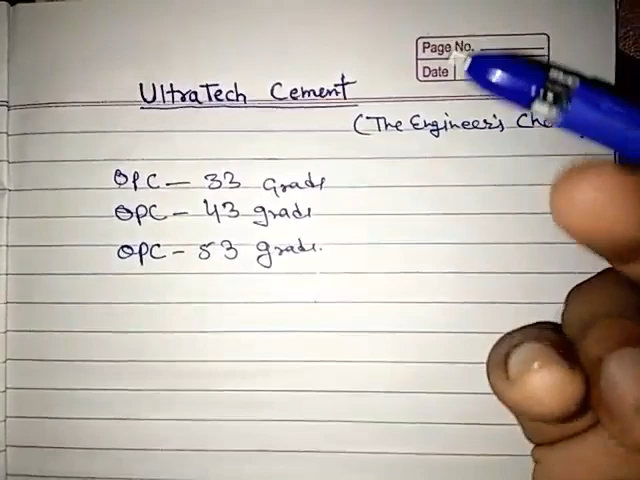 Page No.
Date
UltraTech Cement
(The Engineer's
OPC - 33 Grade
OPC - 43 grade
OPC - 53 grade.